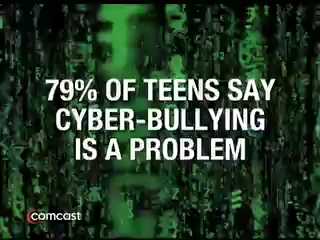 79% OF TEENS SAY
CYBER-BULLYING
IS A PROBLEM
comcast